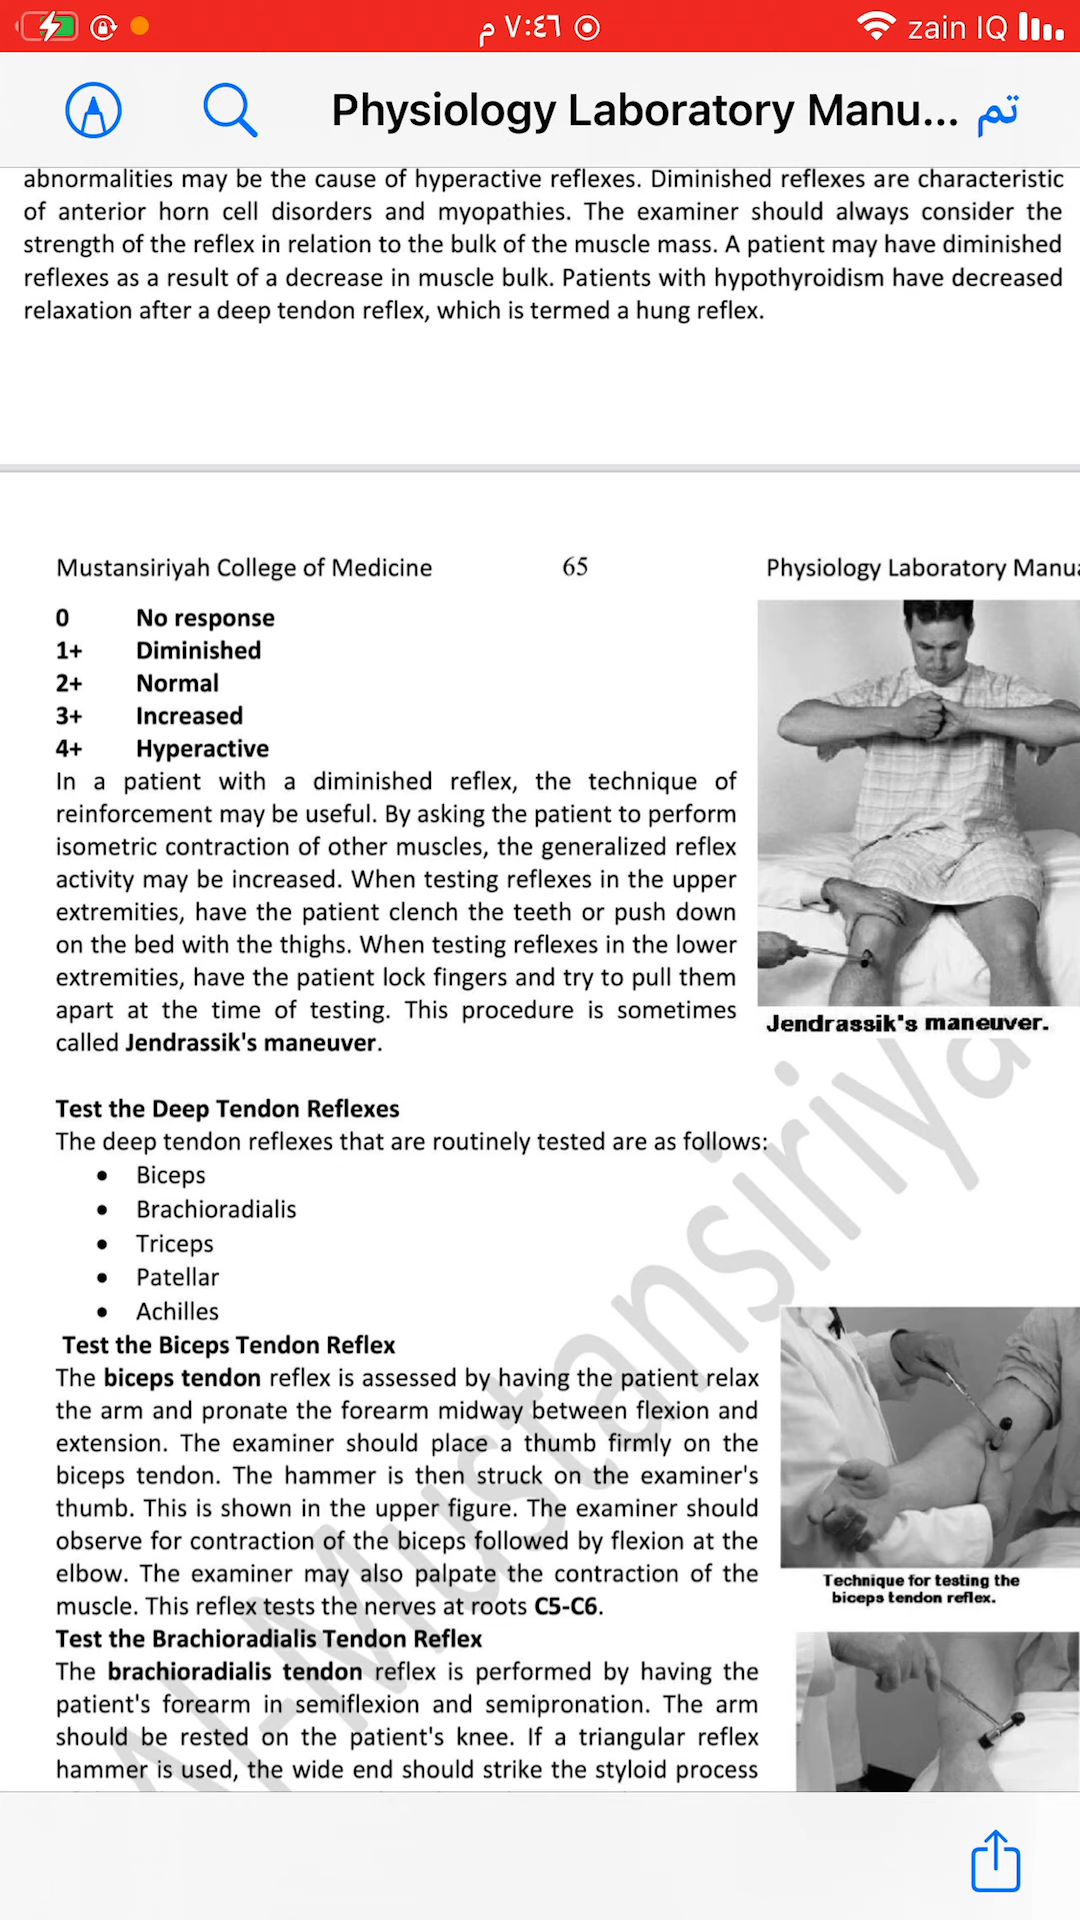 م ٧:٤٦
zain IQ
Physiology Laboratory Manu...
تم
abnormalities may be the cause of hyperactive reflexes. Diminished reflexes are characteristic
of anterior horn cell disorders and myopathies. The examiner should always consider the
strength of the reflex in relation to the bulk of the muscle mass. A patient may have diminished
reflexes as a result of a decrease in muscle bulk. Patients with hypothyroidism have decreased
relaxation after a deep tendon reflex, which is termed a hung reflex.
Mustansiriyah College of Medicine 65 Physiology Laboratory Manua
0 No response
1+ Diminished
2+ Normal
3+ Increased
4+ Hyperactive
In a patient with a diminished reflex, the technique of
reinforcement may be useful. By asking the patient to perform
isometric contraction of other muscles, the generalized reflex
activity may be increased. When testing reflexes in the upper
extremities, have the patient clench the teeth or push down
on the bed with the thighs. When testing reflexes in the lower
extremities, have the patient lock fingers and try to pull them
apart at the time of testing. This procedure is sometimes
called Jendrassik's maneuver.
Jendrassik's maneuver.
Test the Deep Tendon Reflexes
The deep tendon reflexes that are routinely tested are as follows:
• Biceps
• Brachioradialis
• Triceps
• Patellar
• Achilles
Test the Biceps Tendon Reflex
The biceps tendon reflex is assessed by having the patient relax
the arm and pronate the forearm midway between flexion and
extension. The examiner should place a thumb firmly on the
biceps tendon. The hammer is then struck on the examiner's
thumb. This is shown in the upper figure. The examiner should
observe for contraction of the biceps followed by flexion at the
elbow. The examiner may also palpate the contraction of the
muscle. This reflex tests the nerves at roots C5-C6.
Technique for testing the
biceps tendon reflex.
Test the Brachioradialis Tendon Reflex
The brachioradialis tendon reflex is performed by having the
patient's forearm in semiflexion and semipronation. The arm
should be rested on the patient's knee. If a triangular reflex
hammer is used, the wide end should strike the styloid process
Al-Mustansiriya